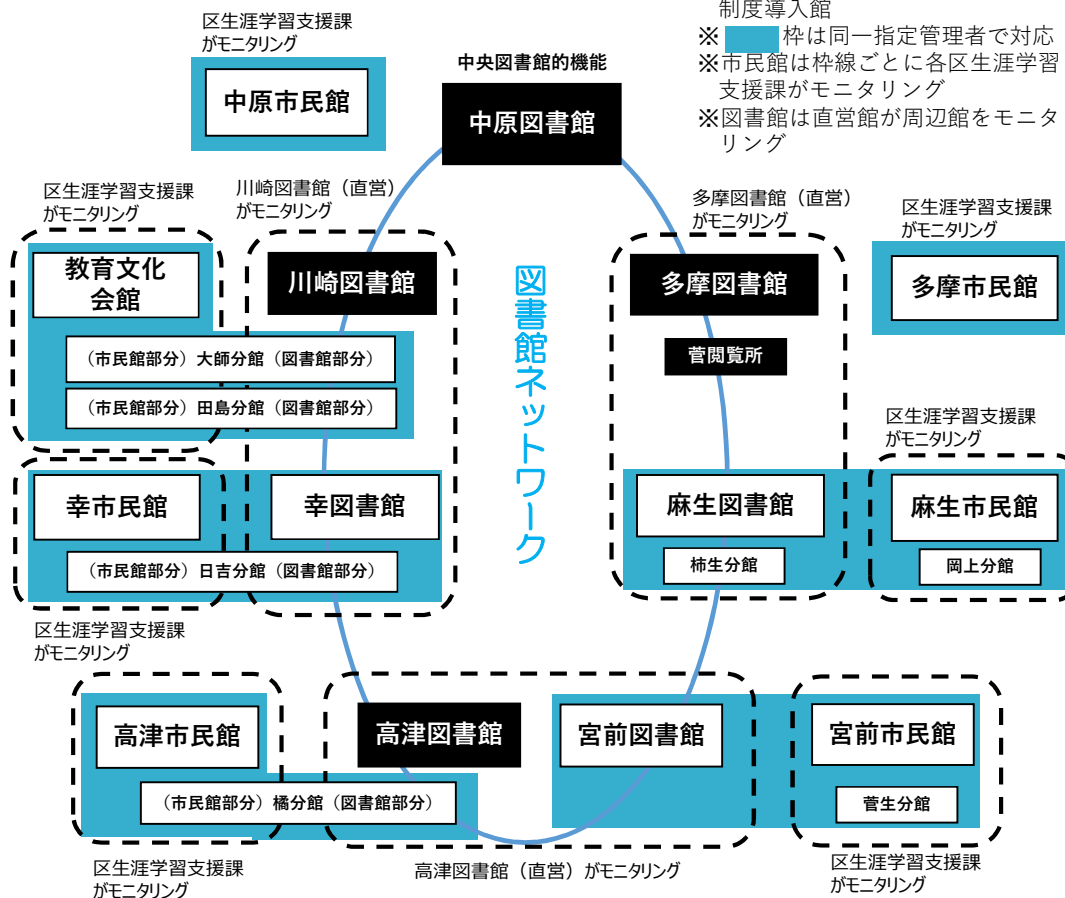 制度導入館
※ 枠は同一指定管理者で対応
※市民館は枠線ごとに各区生涯学習
支援課がモニタリング
※図書館は直営館が周辺館をモニタ
リング
区生涯学習支援課
がモニタリング
中原市民館
中央図書館的機能
中原図書館
区生涯学習支援課
がモニタリング
教育文化
会館
川崎図書館（直営）
がモニタリング
川崎図書館
（市民館部分）大師分館（図書館部分）
（市民館部分）田島分館（図書館部分）
図書館ネットワーク
多摩図書館（直営）
がモニタリング
多摩図書館
菅閲覧所
区生涯学習支援課
がモニタリング
多摩市民館
幸市民館
幸図書館
（市民館部分）日吉分館（図書館部分）
区生涯学習支援課
がモニタリング
麻生図書館
柿生分館
区生涯学習支援課
がモニタリング
麻生市民館
岡上分館
高津市民館
高津図書館
（市民館部分）橘分館（図書館部分）
宮前図書館
宮前市民館
菅生分館
区生涯学習支援課
がモニタリング
高津図書館（直営）がモニタリング
区生涯学習支援課
がモニタリング